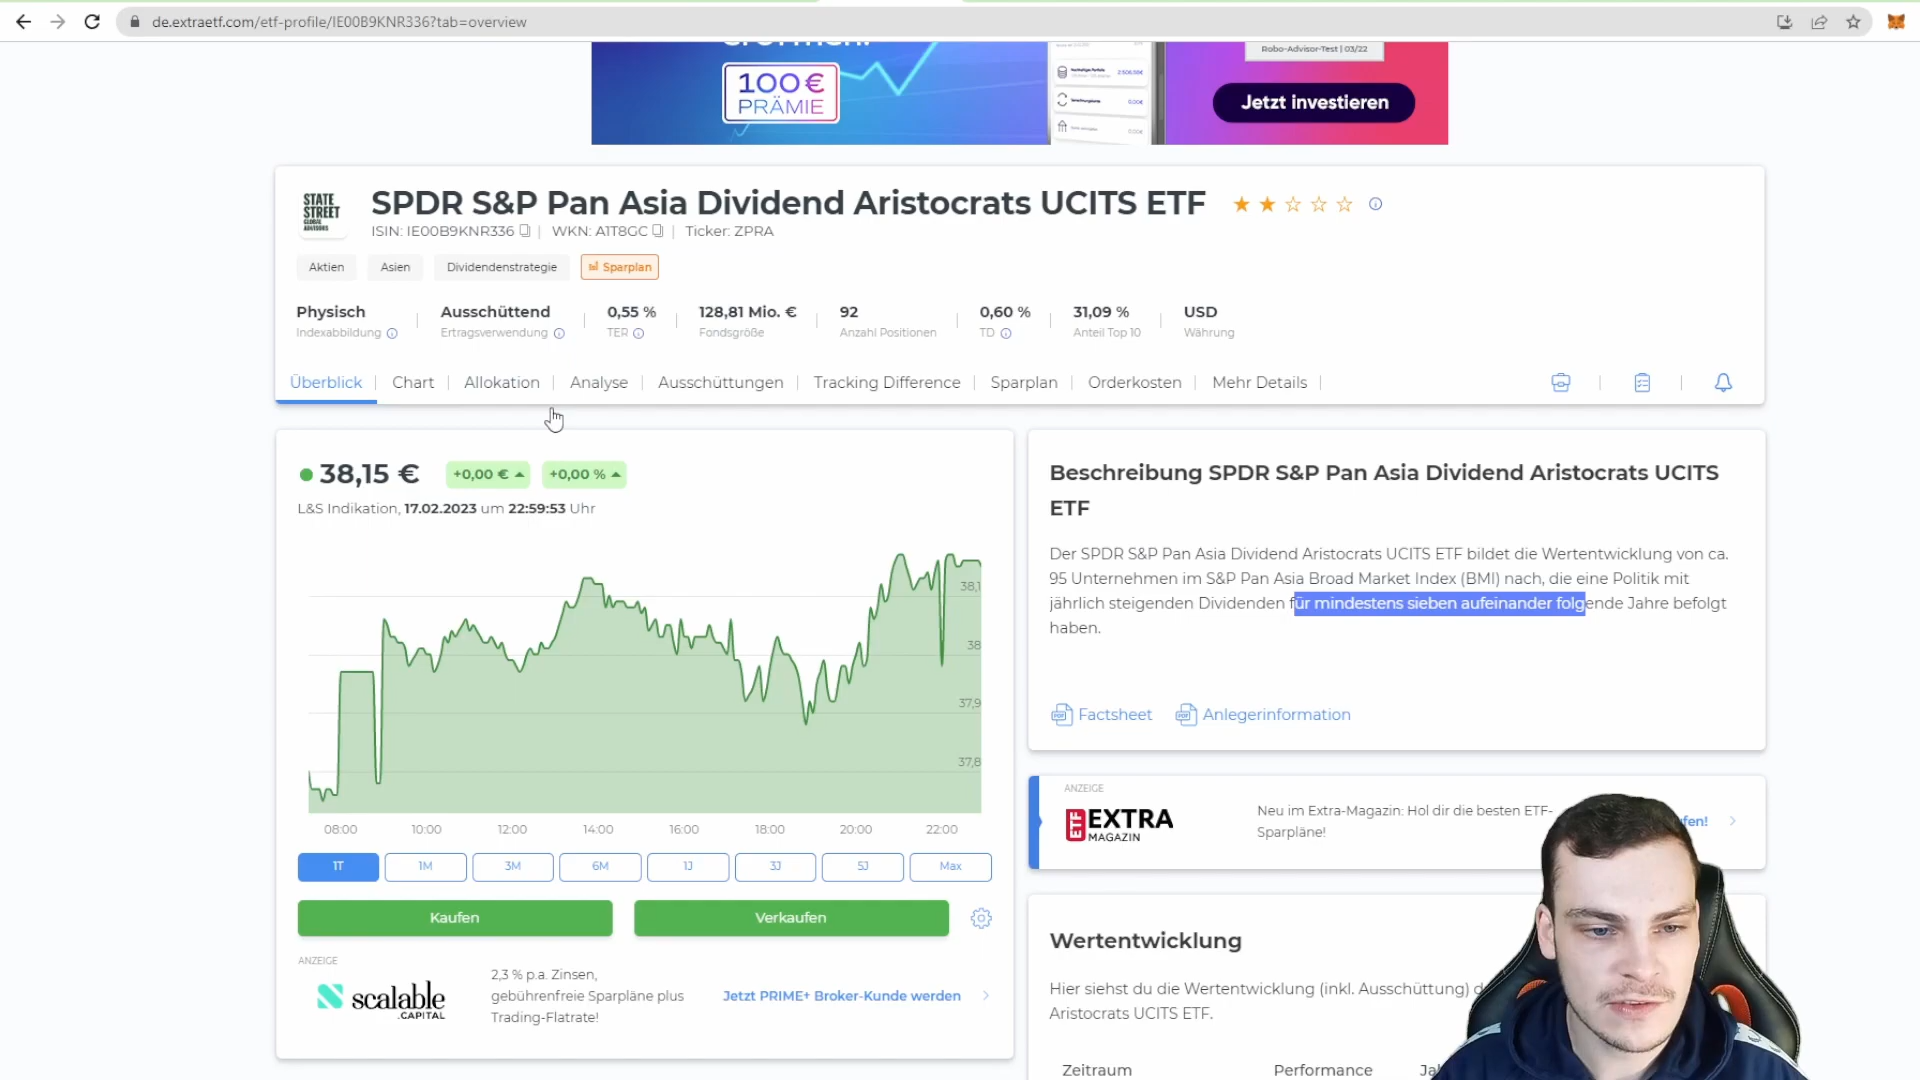 de.extraetf.com/etf-profile/IE00B9KNR336?tab=overview
100€
PRÄMIE
Robo-Advisor-Test | 03/22
Jetzt investieren
STATE
STREET
GLOBAL
ADVISORS
SPDR S&P Pan Asia Dividend Aristocrats UCITS ETF
ISIN: IE00B9KNR336 | WKN: A1T8GC | Ticker: ZPRA
Aktien
Asien
Dividendenstrategie
Sparplan
Physisch
Indexabbildung
Ausschüttend
Ertragsverwendung
0,55 %
TER
128,81 Mio. €
Fondsgröße
92
Anzahl Positionen
0,60 %
TD
31,09 %
Anteil Top 10
USD
Währung
Überblick | Chart | Allokation | Analyse | Ausschüttungen | Tracking Difference | Sparplan | Orderkosten | Mehr Details |
38,15 €
+0,00 €
+0,00 %
L&S Indikation, 17.02.2023 um 22:59:53 Uhr
38,1
38
37,9
37,8
08:00 10:00 12:00 14:00 16:00 18:00 20:00 22:00
1T 1M 3M 6M 1J 3J 5J Max
Kaufen
Verkaufen
ANZEIGE
scalable
.CAPITAL
2,3 % p.a. Zinsen,
gebührenfreie Sparpläne plus
Trading-Flatrate!
Jetzt PRIME+ Broker-Kunde werden
Beschreibung SPDR S&P Pan Asia Dividend Aristocrats UCITS
ETF
Der SPDR S&P Pan Asia Dividend Aristocrats UCITS ETF bildet die Wertentwicklung von ca.
95 Unternehmen im S&P Pan Asia Broad Market Index (BMI) nach, die eine Politik mit
jährlich steigenden Dividenden für mindestens sieben aufeinander folgende Jahre befolgt
haben.
Factsheet
Anlegerinformation
ANZEIGE
ETF EXTRA
MAGAZIN
Neu im Extra-Magazin: Hol dir die besten ETF-
Sparpläne!
fen!
Wertentwicklung
Hier siehst du die Wertentwicklung (inkl. Ausschüttung) d
Aristocrats UCITS ETF.
Zeitraum Performance